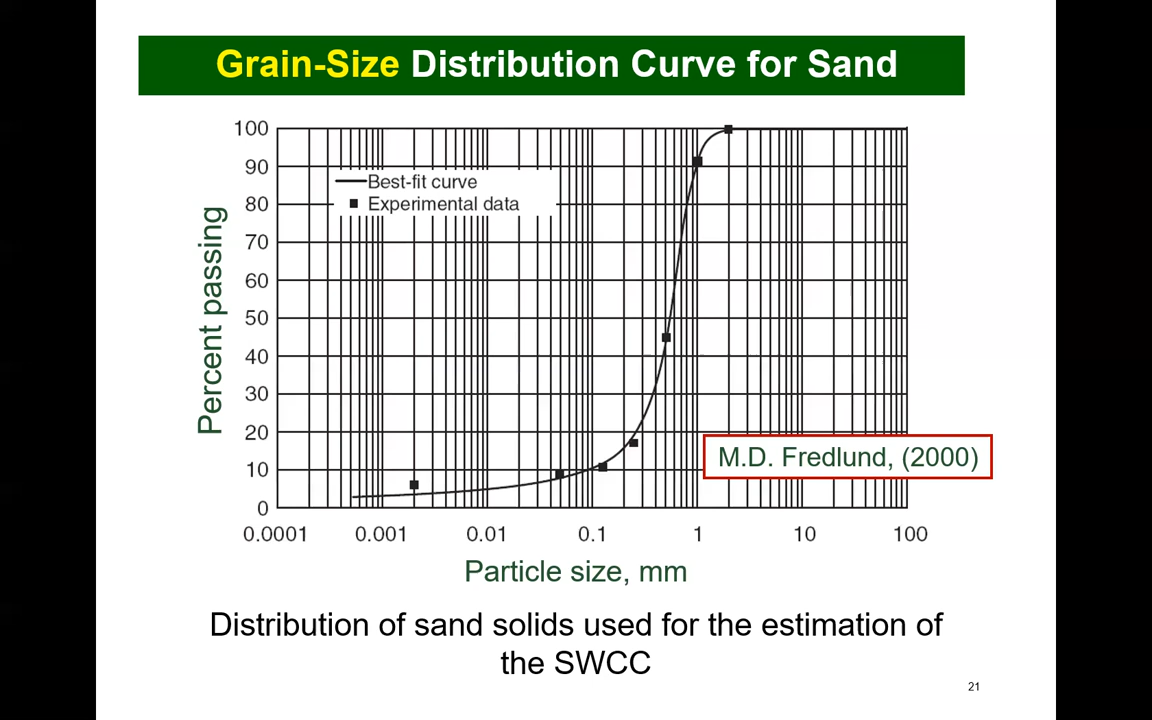 Grain-Size Distribution Curve for Sand
100
90
80
70
60
50
40
30
20
10
0
Percent passing
Best-fit curve
Experimental data
M.D. Fredlund, (2000)
0.0001 0.001 0.01 0.1 1 10 100
Particle size, mm
Distribution of sand solids used for the estimation of
the SWCC
21